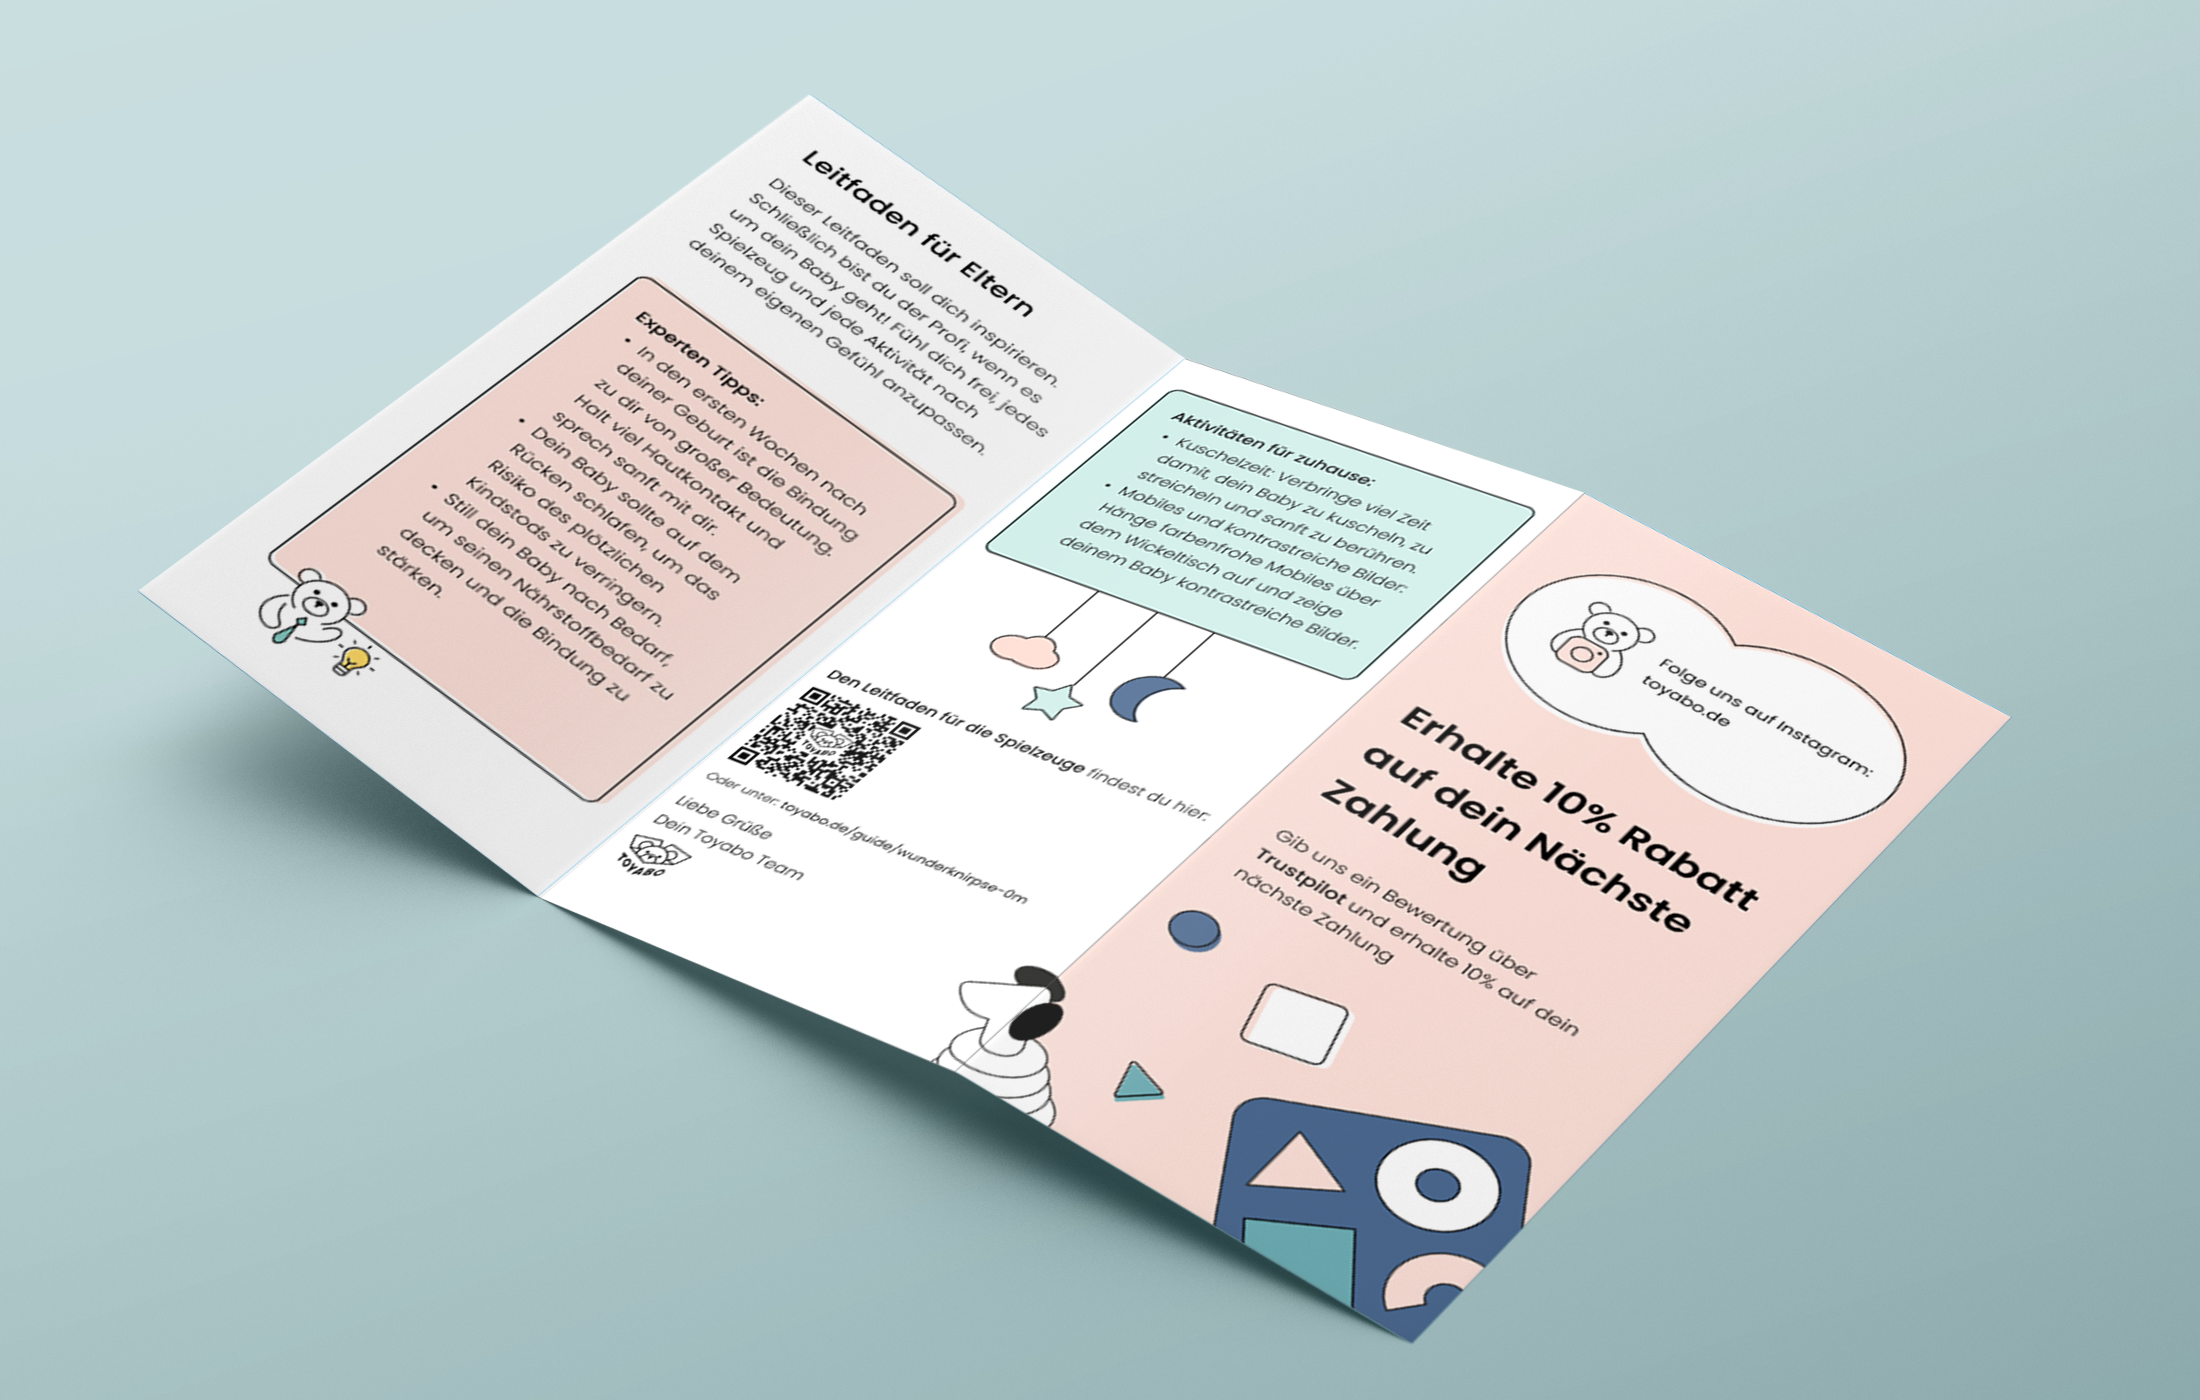 Leitfaden für Eltern
Dieser Leitfaden soll dich inspirieren.
Schließlich bist du der Profi, wenn es
um dein Baby geht! Fühl dich frei, jedes
Spielzeug und jede Aktivität nach
deinem eigenen Gefühl anzupassen.
Experten Tipps:
• In den ersten Wochen nach
deiner Geburt ist die Bindung
zu dir von großer Bedeutung.
Halt viel Hautkontakt und
sprech sanft mit dir.
• Dein Baby sollte auf dem
Rücken schlafen, um das
Risiko des plötzlichen
Kindstods zu verringern.
• Still dein Baby nach Bedarf,
um seinen Nährstoffbedarf zu
decken und die Bindung zu
stärken.
Aktivitäten für zuhause:
• Kuschelzeit: Verbringe viel Zeit
damit, dein Baby zu kuscheln, zu
streicheln und sanft zu berühren.
• Mobiles und kontrastreiche Bilder:
Hänge farbenfrohe Mobiles über
dem Wickeltisch auf und zeige
deinem Baby kontrastreiche Bilder.
Den Leitfaden für die Spielzeuge findest du hier:
TOYABO
Oder unter: toyabo.de/guide/wunderknirpse-0m
Liebe Grüße
Dein Toyabo Team
TOYABO
Folge uns auf Instagram:
toyabo.de
Erhalte 10% Rabatt
auf dein Nächste
Zahlung
Gib uns ein Bewertung über
Trustpilot und erhalte 10% auf dein
nächste Zahlung